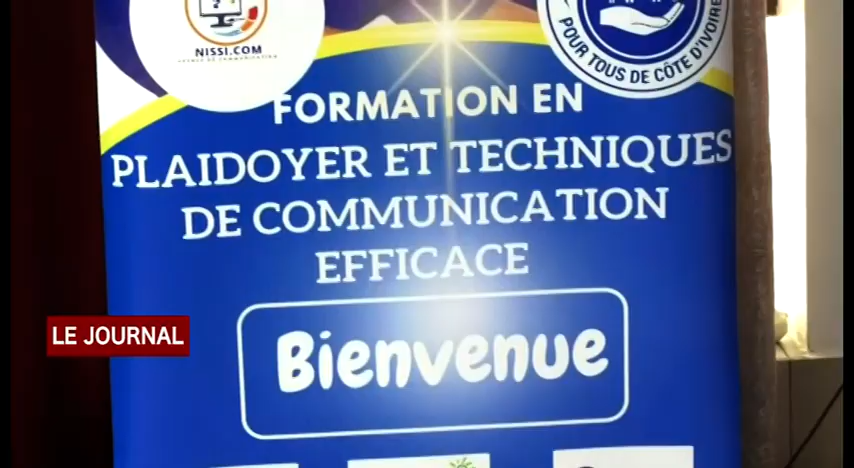 NISSI.COM
POUR TOUS DE CÔTE D'IVOIRE
FORMATION EN
PLAIDOYER ET TECHNIQUES
DE COMMUNICATION
EFFICACE
LE JOURNAL
Bienvenue